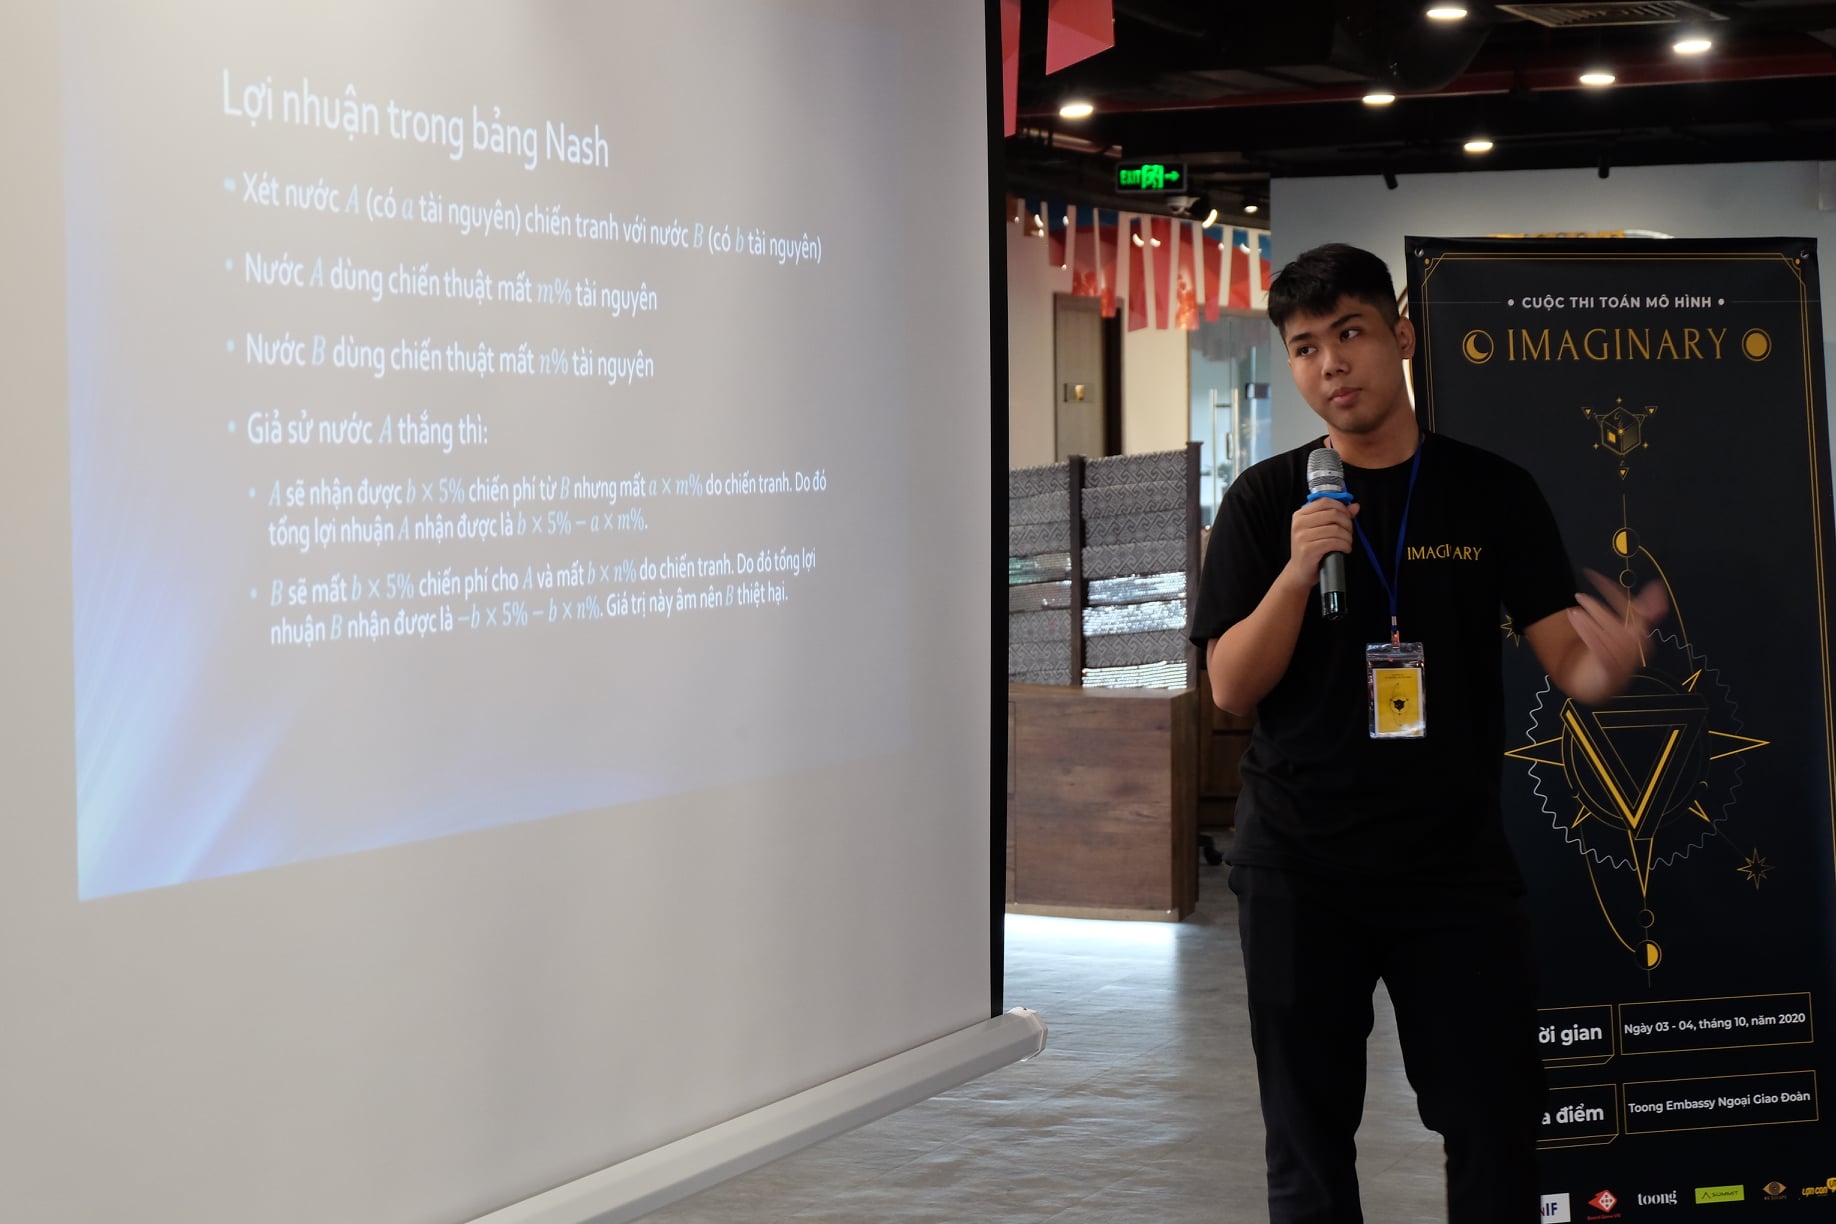 Lợi nhuận trong bảng Nash
• Xét nước A (có a tài nguyên) chiến tranh với nước B (có b tài nguyên)
• Nước A dùng chiến thuật mất m% tài nguyên
• Nước B dùng chiến thuật mất n% tài nguyên
• Giả sử nước A thắng thì:
• A sẽ nhận được b × 5% chiến phí từ B nhưng mất a × m% do chiến tranh. Do đó
tổng lợi nhuận A nhận được là b × 5% – a × m%.
• B sẽ mất b × 5% chiến phí cho A và mất b × n% do chiến tranh. Do đó tổng lợi
nhuận B nhận được là –b × 5% – b × n%. Giá trị này âm nên B thiệt hại.
EXIT
• CUỘC THI TOÁN MÔ HÌNH •
IMAGINARY
IMAGINARY
ời gian
Ngày 03 - 04, tháng 10, năm 2020
a điểm
Toong Embassy Ngoại Giao Đoàn
toong
SUMMIT